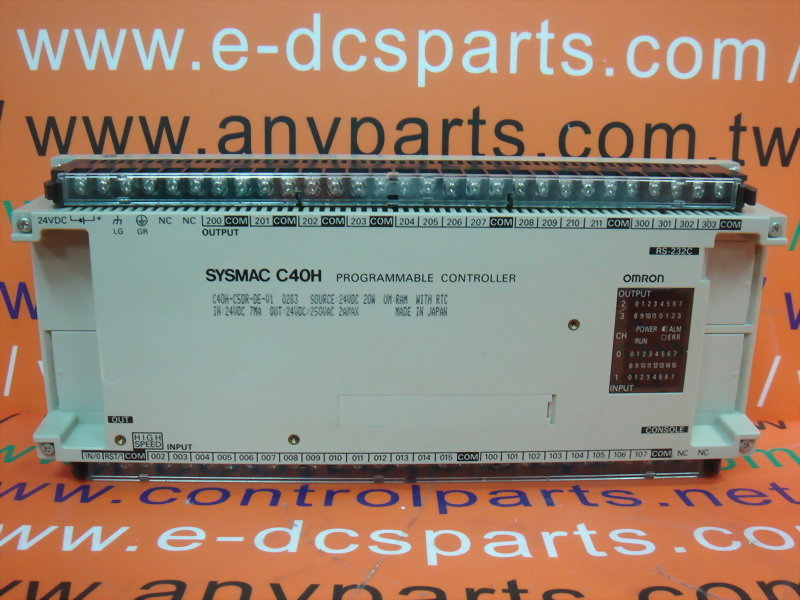 www.e-dcsparts.com
www.anyparts.com.tw
24VDC + LG GR NC NC 200 COM 201 COM 202 COM 203 COM 204 205 206 207 COM 208 209 210 211 COM 300 301 302 303 COM
OUTPUT
RS-232C
SYSMAC C40H PROGRAMMABLE CONTROLLER
OMRON
C40H-C5DR-DE-V1 0203 SOURCE:24VDC 20W UM:RAM WITH RTC
IN:24VDC 7MA OUT:24VDC/250VAC 2AMAX MADE IN JAPAN
OUTPUT
2 0 1 2 3 4 5 6 7
3 8 9 10 11 0 1 2 3
POWER ALM
CH RUN ERR
0 0 1 2 3 4 5 6 7
8 9 10 11 12 13 14 15
1 0 1 2 3 4 5 6 7
INPUT
OUT
CONSOLE
HIGH SPEED INPUT
IN/0 RST/1 COM 002 003 004 005 006 007 008 009 010 011 012 013 014 015 COM 100 101 102 103 104 105 106 107 COM NC NC
www.controlparts.net
www.e-dcsparts.com